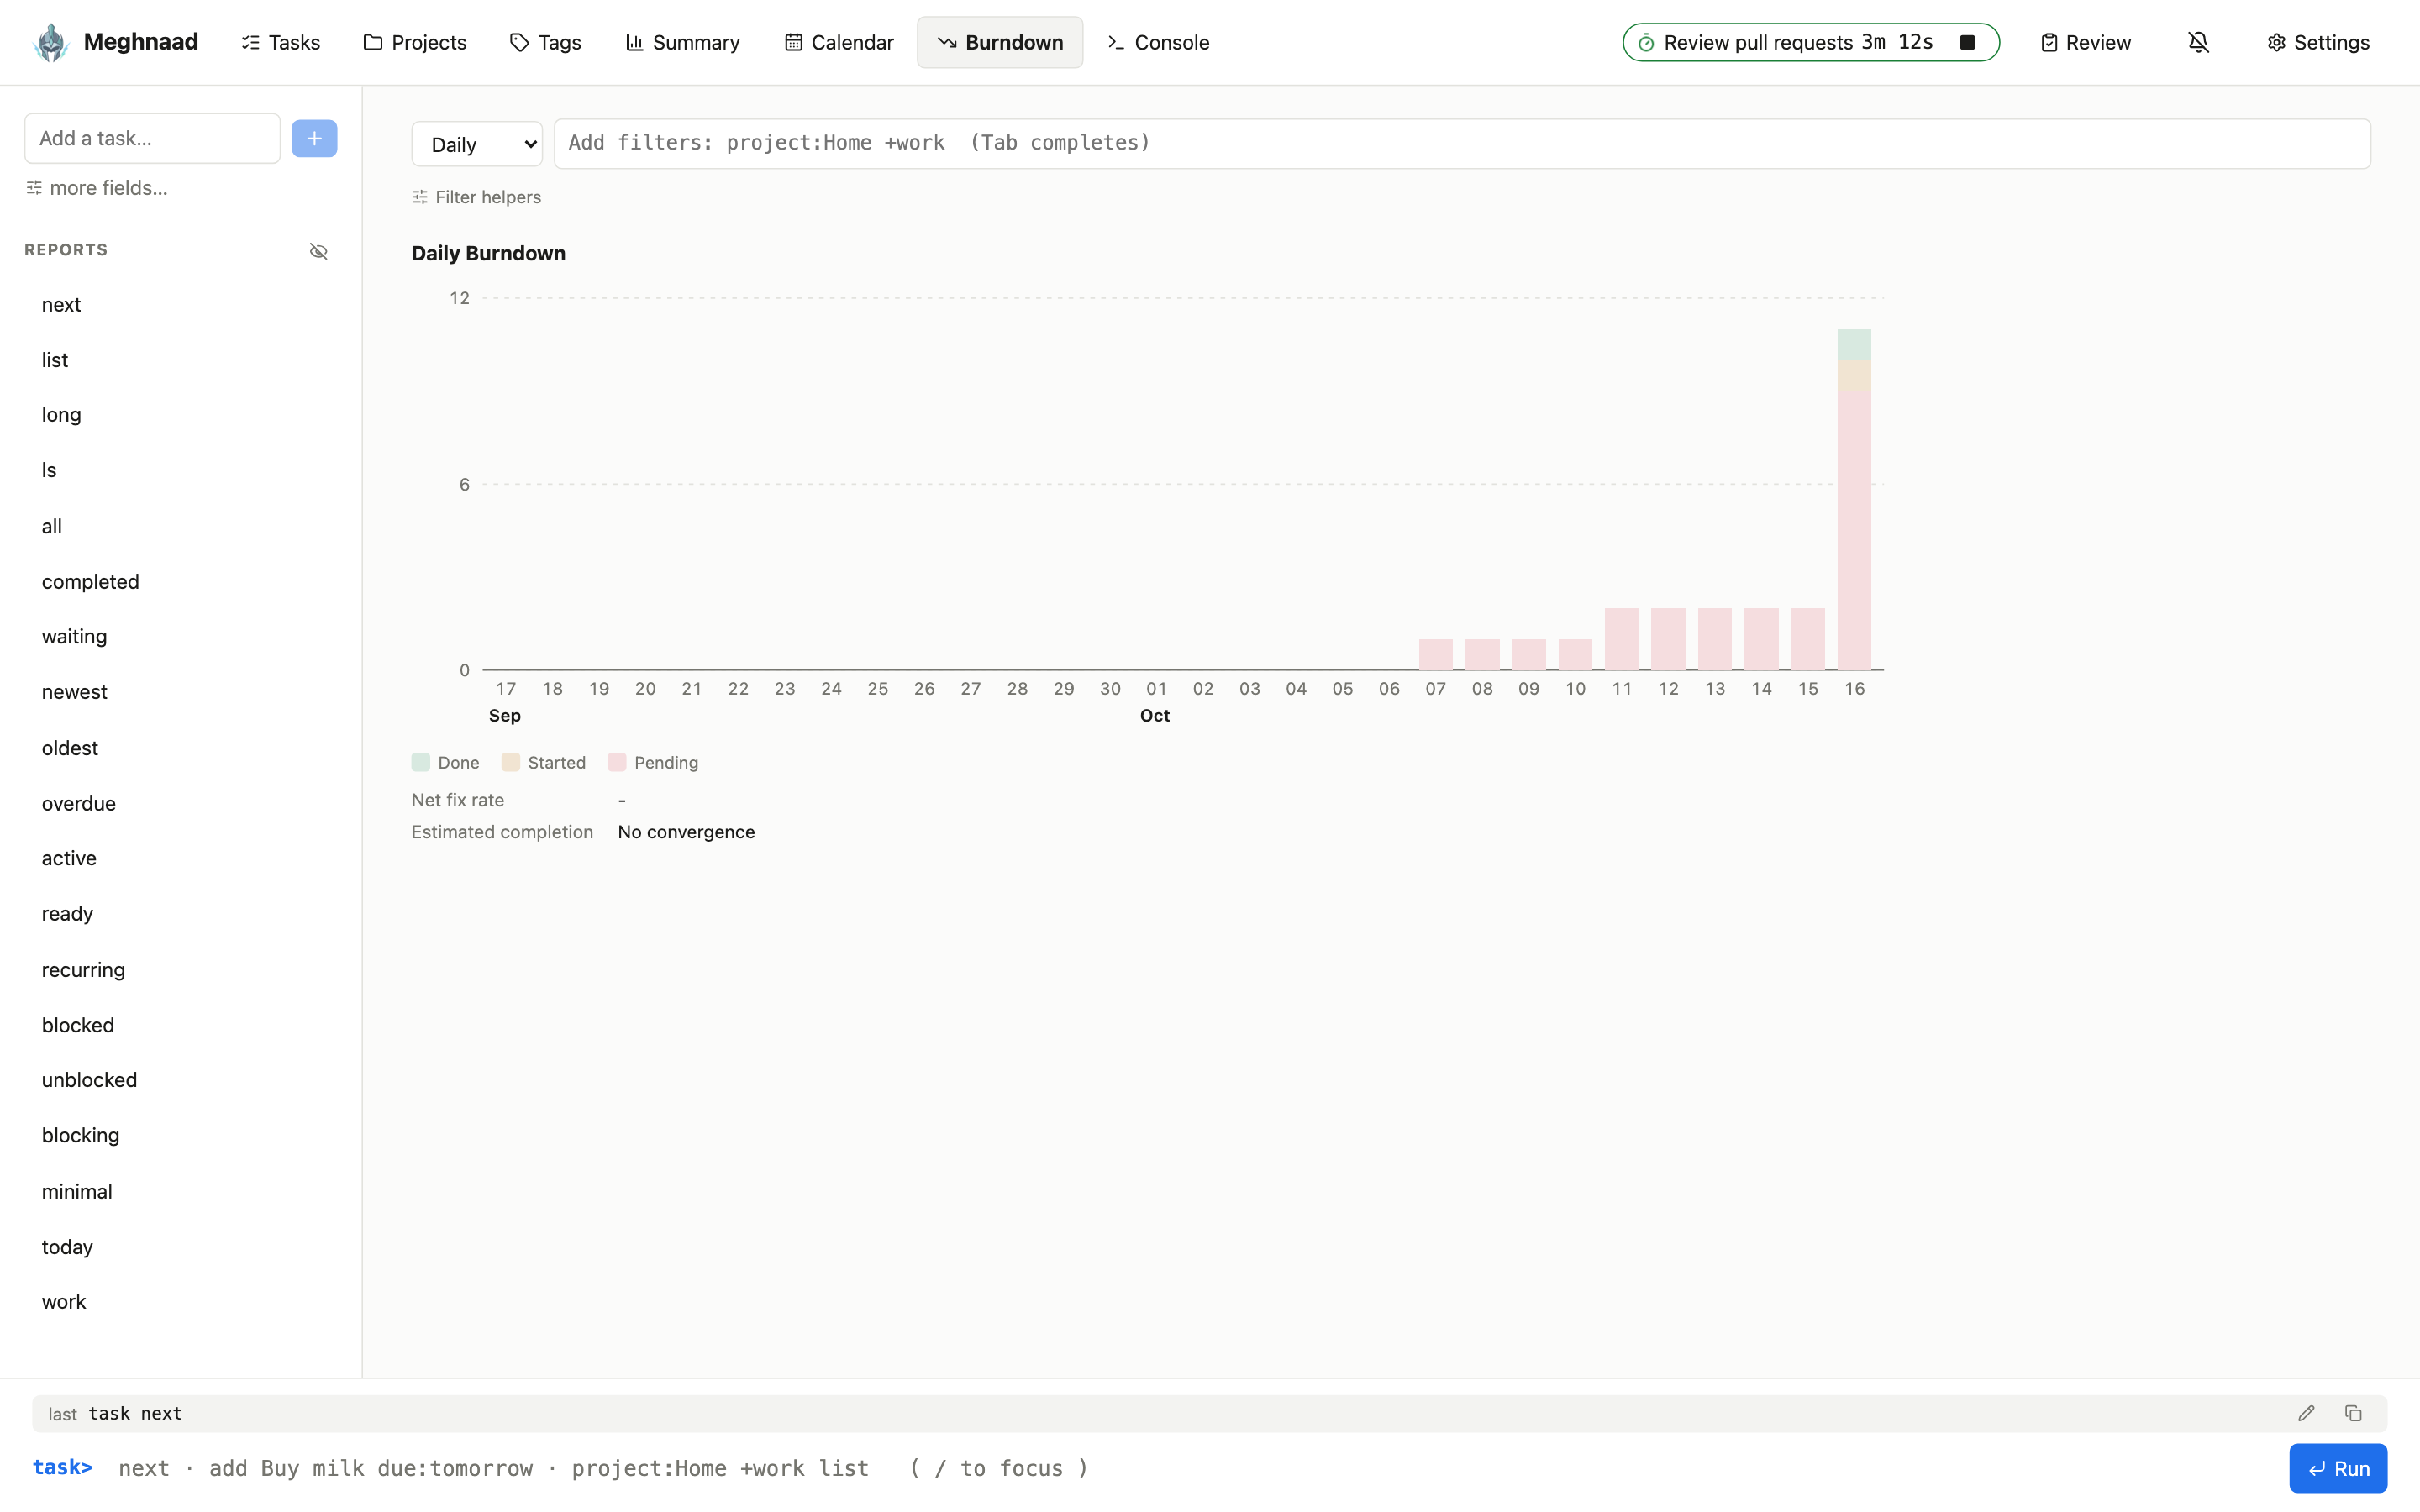 Meghnaad Tasks Projects Tags Summary Calendar Burndown Console Review pull requests 3m 12s Review Settings
Add a task... +
more fields...
REPORTS
next
list
long
ls
all
completed
waiting
newest
oldest
overdue
active
ready
recurring
blocked
unblocked
blocking
minimal
today
work
Daily Add filters: project:Home +work (Tab completes)
Filter helpers
Daily Burndown
12
6
0
17 18 19 20 21 22 23 24 25 26 27 28 29 30 01 02 03 04 05 06 07 08 09 10 11 12 13 14 15 16
Sep Oct
Done Started Pending
Net fix rate -
Estimated completion No convergence
last task next
task> next · add Buy milk due:tomorrow · project:Home +work list ( / to focus ) Run